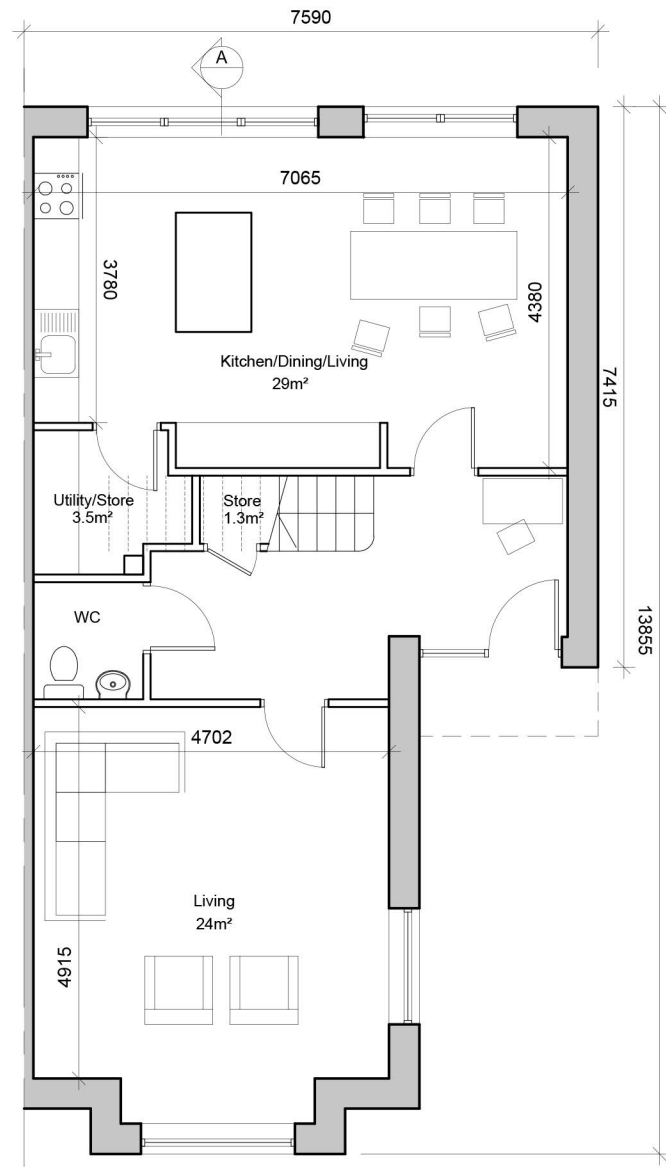 7590
A
7065
3780
4380
Kitchen/Dining/Living
29m²
7415
Utility/Store
3.5m²
Store
1.3m²
WC
13855
4702
Living
24m²
4915